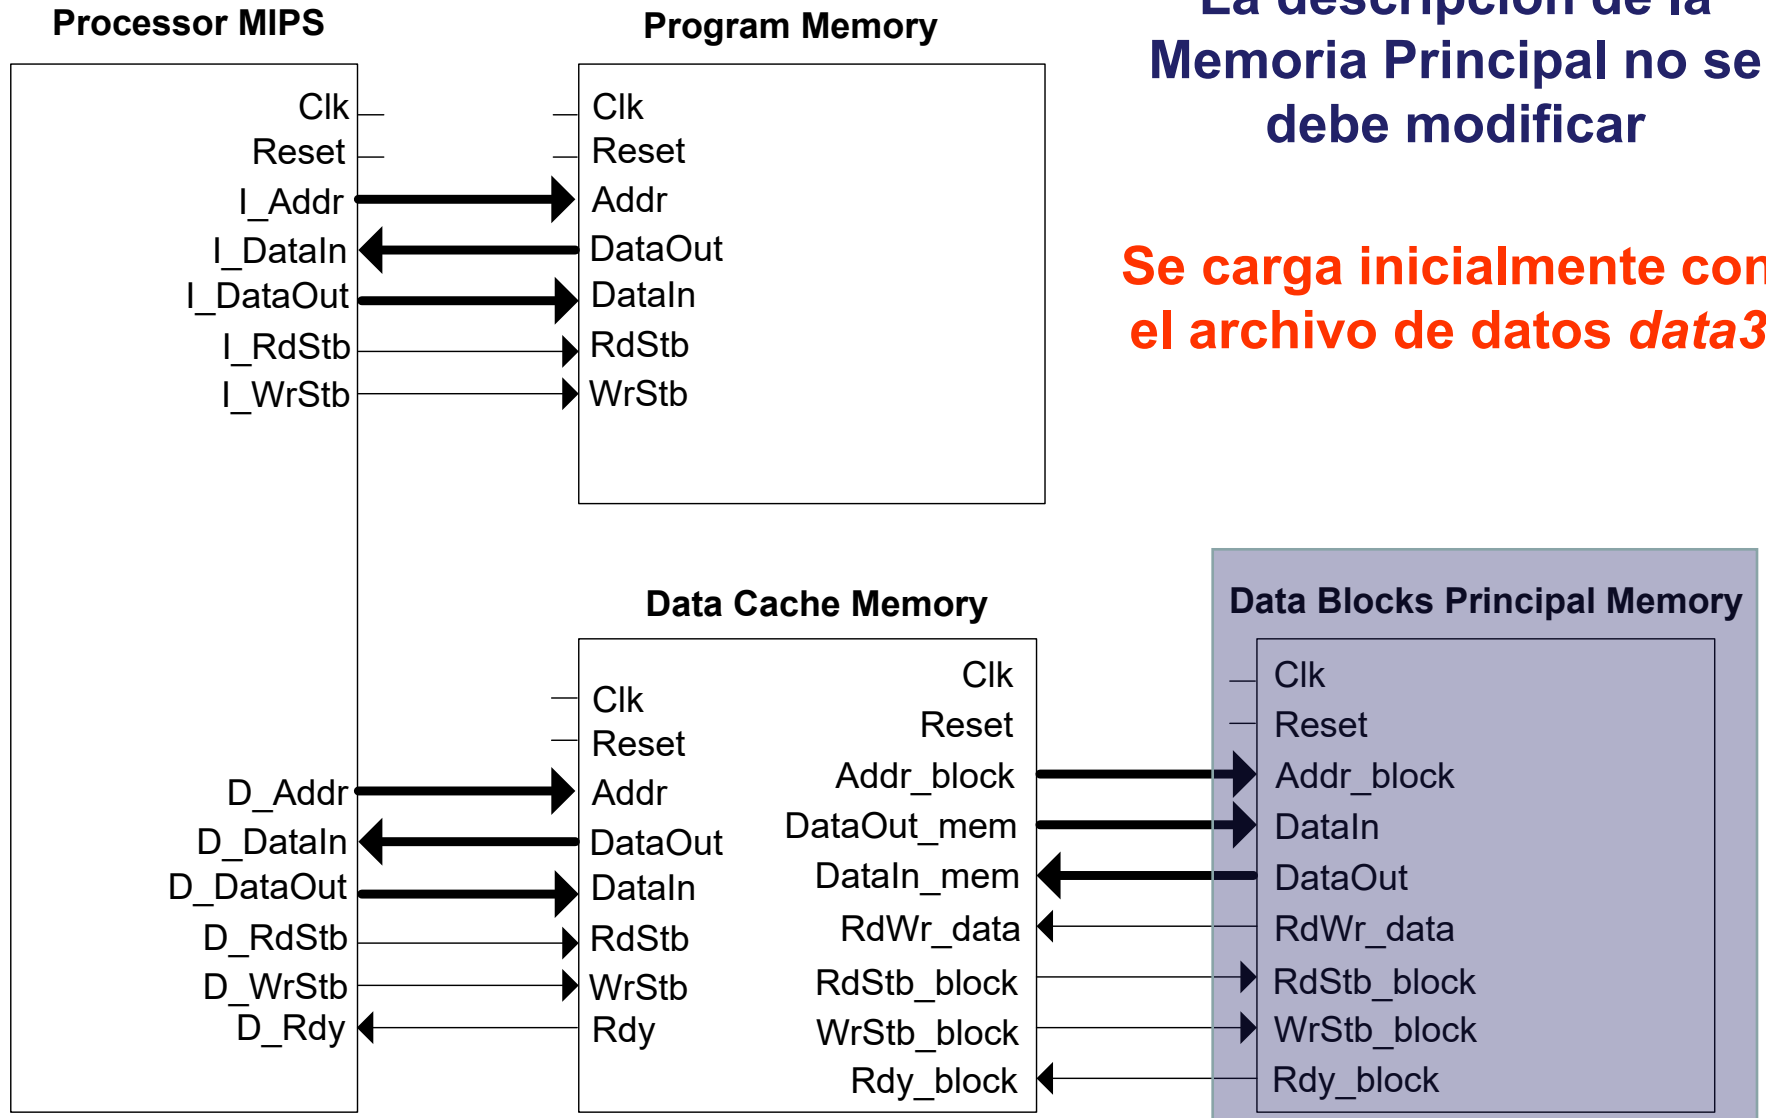 Processor MIPS
Clk
Reset
I_Addr
I_DataIn
I_DataOut
I_RdStb
I_WrStb
D_Addr
D_DataIn
D_DataOut
D_RdStb
D_WrStb
D_Rdy
Program Memory
Clk
Reset
Addr
DataOut
DataIn
RdStb
WrStb
La descripción de la
Memoria Principal no se
debe modificar
Se carga inicialmente con
el archivo de datos data3
Data Cache Memory
Clk
Reset
Addr
DataOut
DataIn
RdStb
WrStb
Rdy
Clk
Reset
Addr_block
DataOut_mem
DataIn_mem
RdWr_data
RdStb_block
WrStb_block
Rdy_block
Data Blocks Principal Memory
Clk
Reset
Addr_block
DataIn
DataOut
RdWr_data
RdStb_block
WrStb_block
Rdy_block